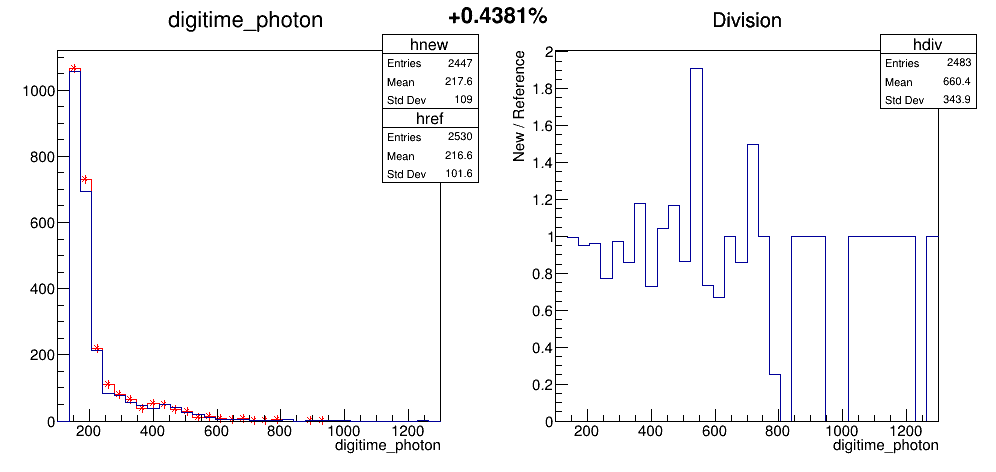 digitime_photon
+0.4381%
Division
hnew
Entries 2447
Mean 217.6
Std Dev 109
href
Entries 2530
Mean 216.6
Std Dev 101.6
1000
800
600
400
200
0
200 400 600 800 1000 1200
digitime_photon
hdiv
Entries 2483
Mean 660.4
Std Dev 343.9
New / Reference
2
1.8
1.6
1.4
1.2
1
0.8
0.6
0.4
0.2
0
200 400 600 800 1000 1200
digitime_photon